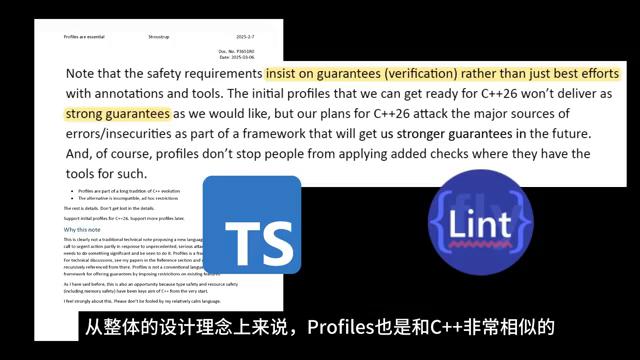 Profiles are essential Stroustrup 2025-2-7
Doc. No. P3651R0
Date: 2025-03-06
Note that the safety requirements insist on guarantees (verification) rather than just best efforts
with annotations and tools. The initial profiles that we can get ready for C++26 won't deliver as
strong guarantees as we would like, but our plans for C++26 attack the major sources of
errors/insecurities as part of a framework that will get us stronger guarantees in the future.
And, of course, profiles don't stop people from applying added checks where they have the
tools for such.
• Profiles are part of a long tradition of C++ evolution
• The alternative is incompatible, ad hoc restrictions
The rest is details. Don't get lost in the details.
Support initial profiles for C++26. Support more profiles later.
Why this note
This is clearly not a traditional technical note proposing a new
call to urgent action partly in response to unprecedented, serious
needs to do something significant and be seen to do it. Profiles is a
For technical discussions, see my papers in the Reference section and
recursively referenced from there. Profiles is not a conventional
framework for offering guarantees by imposing restrictions on existing
As I have said before, this is also an opportunity because type safety and resource safety
(including memory safety) have been key aims of C++ from the very start.
I feel strongly about this. Please don't be fooled by my relatively calm language.
TS
{Lint}
从整体的设计理念上来说，Profiles也是和C++非常相似的